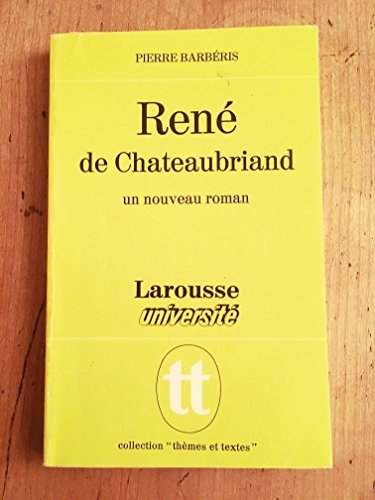 PIERRE BARBÉRIS
René
de Chateaubriand
un nouveau roman
Larousse
université
tt
collection "thèmes et textes"